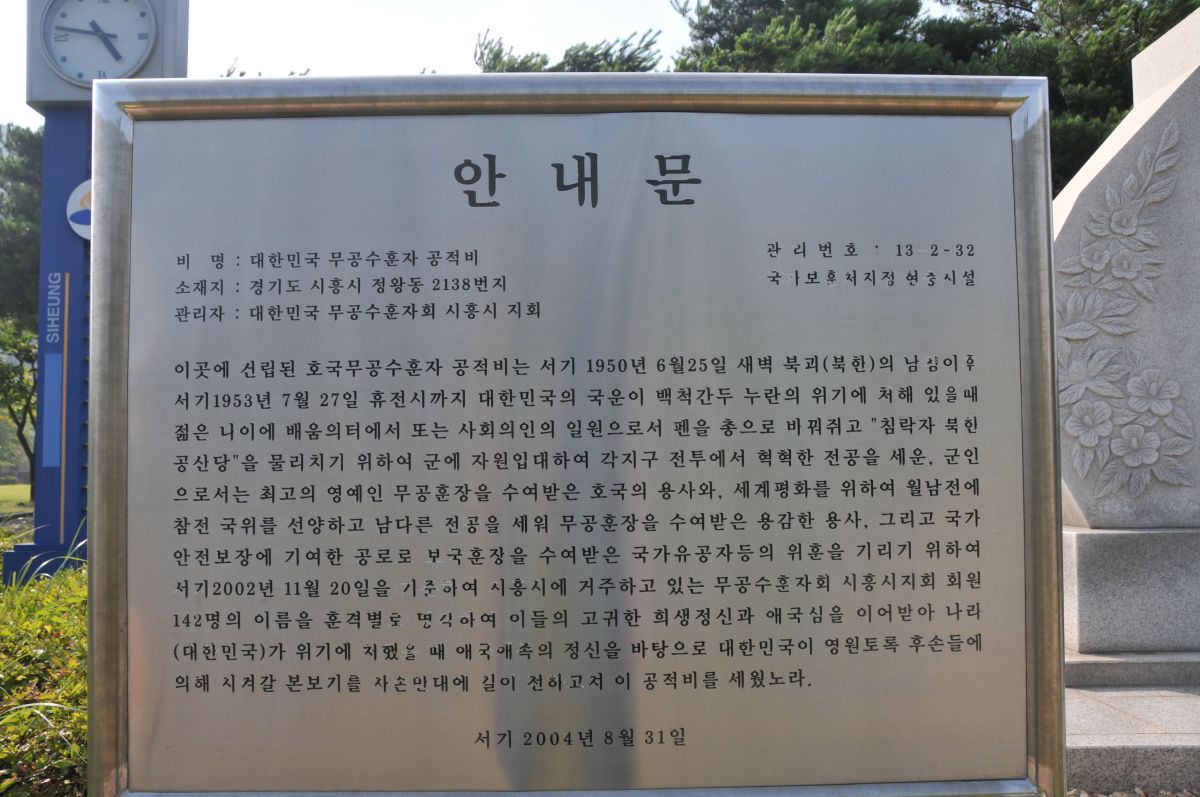 SIHEUNG
안내문
비 명 : 대한민국 무공수훈자 공적비
관리번호 : 13-2-32
소재지 : 경기도 시흥시 정왕동 2138번지
국가보훈처지정 현충시설
관리자 : 대한민국 무공수훈자회 시흥시 지회
이곳에 건립된 호국무공수훈자 공적비는 서기 1950년 6월25일 새벽 북괴(북한)의 남침이후
서기1953년 7월 27일 휴전시까지 대한민국의 국운이 백척간두 누란의 위기에 처해 있을때
젊은 나이에 배움의터에서 또는 사회의인의 일원으로서 펜을 총으로 바꿔쥐고 "침략자 북한
공산당"을 물리치기 위하여 군에 자원입대하여 각지구 전투에서 혁혁한 전공을 세운, 군인
으로서는 최고의 영예인 무공훈장을 수여받은 호국의 용사와, 세계평화를 위하여 월남전에
참전 국위를 선양하고 남다른 전공을 세워 무공훈장을 수여받은 용감한 용사, 그리고 국가
안전보장에 기여한 공로로 보국훈장을 수여받은 국가유공자등의 위훈을 기리기 위하여
서기2002년 11월 20일을 기준하여 시흥시에 거주하고 있는 무공수훈자회 시흥시지회 회원
142명의 이름을 훈격별로 명각하여 이들의 고귀한 희생정신과 애국심을 이어받아 나라
(대한민국)가 위기에 처했을 때 애국애족의 정신을 바탕으로 대한민국이 영원토록 후손들에
의해 지켜갈 본보기를 자손만대에 길이 전하고저 이 공적비를 세웠노라.
서기 2004년 8월 31일